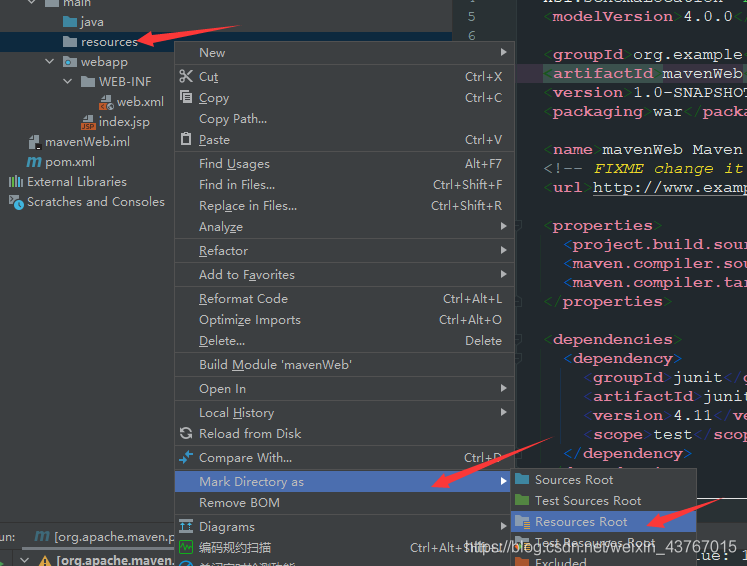 main
java
resources
webapp
WEB-INF
web.xml
index.jsp
mavenWeb.iml
pom.xml
External Libraries
Scratches and Consoles
un:
[org.apache.maven.p
[org.apache.maven.
New
Cut Ctrl+X
Copy Ctrl+C
Copy Path...
Paste Ctrl+V
Find Usages Alt+F7
Find in Files... Ctrl+Shift+F
Replace in Files... Ctrl+Shift+R
Analyze
Refactor
Add to Favorites
Reformat Code Ctrl+Alt+L
Optimize Imports Ctrl+Alt+O
Delete... Delete
Build Module 'mavenWeb'
Open In
Local History
Reload from Disk
Compare With... Ctrl+D
Mark Directory as
Remove BOM
Diagrams
编码规约扫描
Sources Root
Test Sources Root
Resources Root
Test Resources Root
Excluded
5
6
<modelVersion>4.0.0</
<groupId>org.example
<artifactId>mavenWeb
<version>1.0-SNAPSHOT
<packaging>war</packa
<name>mavenWeb Maven
<!-- FIXME change it
<url>http://www.examp
<properties>
<project.build.sour
<maven.compiler.sou
<maven.compiler.tar
</properties>
<dependencies>
<dependency>
<groupId>junit</g
<artifactId>junit
<version>4.11</ve
<scope>test</scop
</dependency>
https://blog.csdn.net/weixin_43767015